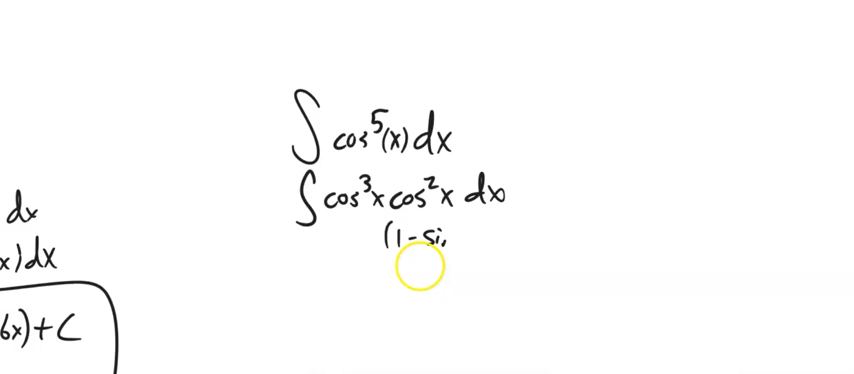 ∫ cos⁵(x) dx
∫ cos³x cos²x dx
(1 - si
dx
x) dx
6x) + C